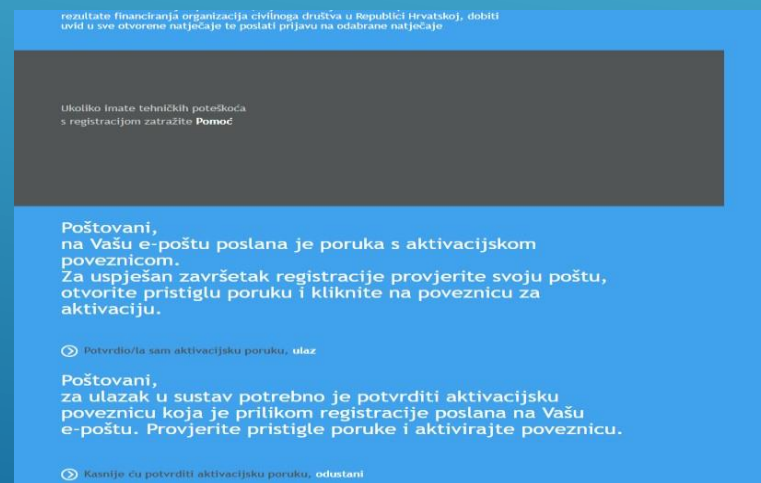 rezultate financiranja organizacija civilnoga društva u Republici Hrvatskoj, dobiti
uvid u sve otvorene natječaje te poslati prijavu na odabrane natječaje
Ukoliko imate tehničkih poteškoća
s registracijom zatražite Pomoć
Poštovani,
na Vašu e-poštu poslana je poruka s aktivacijskom
poveznicom.
Za uspješan završetak registracije provjerite svoju poštu,
otvorite pristiglu poruku i kliknite na poveznicu za
aktivaciju.
Potvrdio/la sam aktivacijsku poruku, ulaz
Poštovani,
za ulazak u sustav potrebno je potvrditi aktivacijsku
poveznicu koja je prilikom registracije poslana na Vašu
e-poštu. Provjerite pristigle poruke i aktivirajte poveznicu.
Kasnije ću potvrditi aktivacijsku poruku, odustani